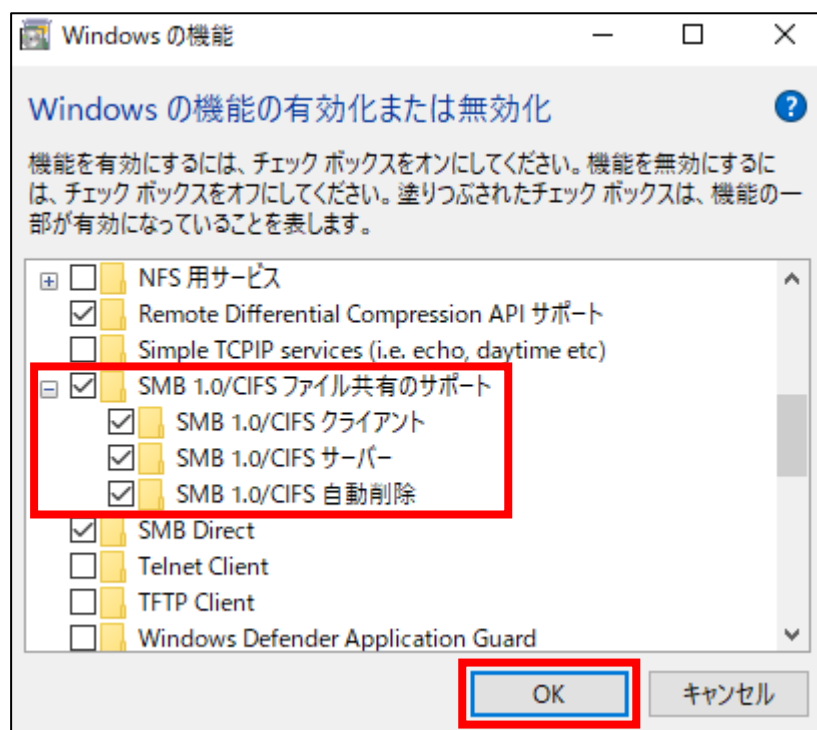 Windows の機能
Windows の機能の有効化または無効化
?
機能を有効にするには、チェック ボックスをオンにしてください。機能を無効にするに
は、チェック ボックスをオフにしてください。塗りつぶされたチェック ボックスは、機能の一
部が有効になっていることを表します。
NFS 用サービス
Remote Differential Compression API サポート
Simple TCPIP services (i.e. echo, daytime etc)
SMB 1.0/CIFS ファイル共有のサポート
SMB 1.0/CIFS クライアント
SMB 1.0/CIFS サーバー
SMB 1.0/CIFS 自動削除
SMB Direct
Telnet Client
TFTP Client
Windows Defender Application Guard
OK
キャンセル